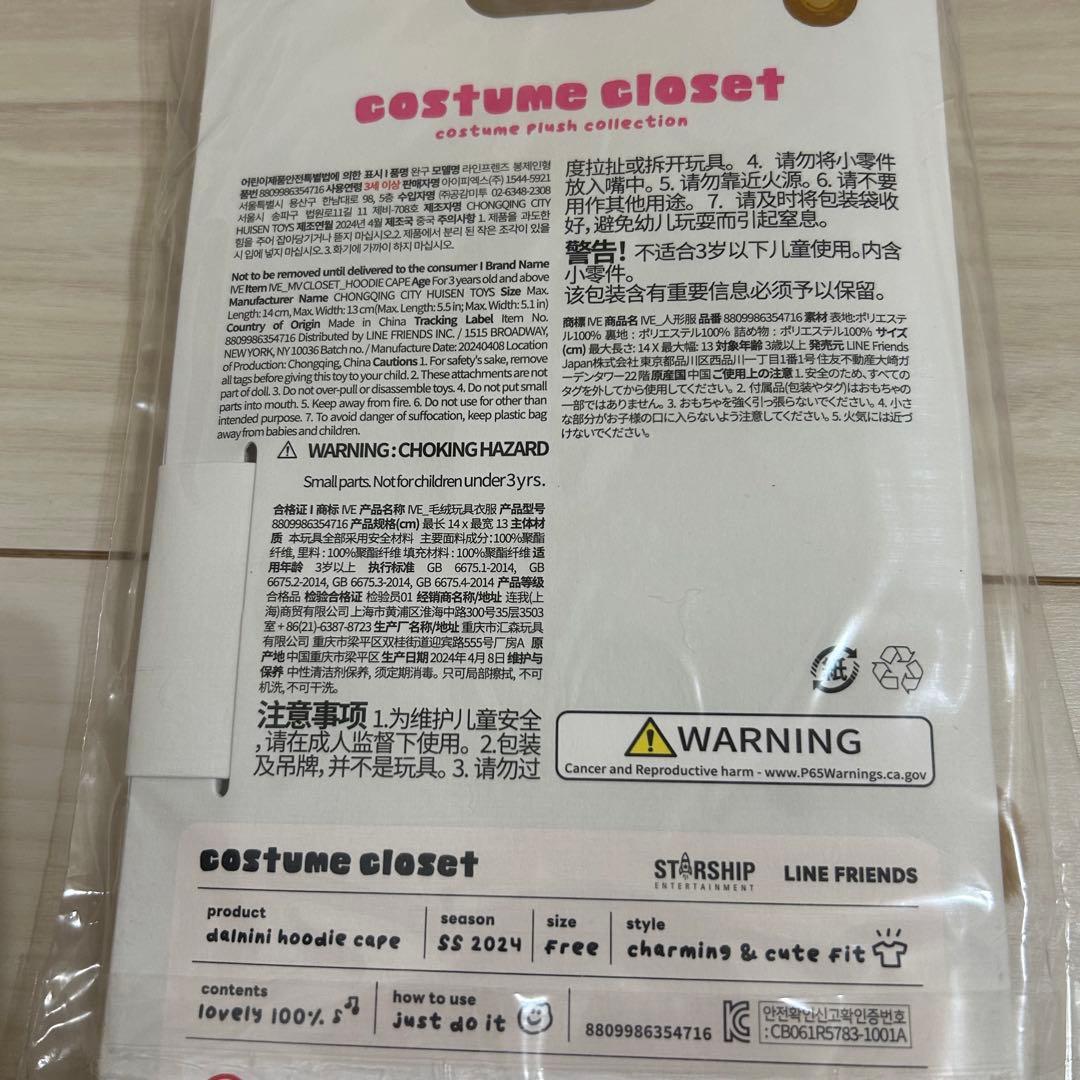 costume closet
costume plush collection
어린이제품안전특별법에 의한 표시 I 품명 완구 모델명 라인프렌즈 봉제인형
품번 8809986354716 사용연령 3세 이상 판매자명 아이피엑스(주) 1544-5921
서울특별시 용산구 한남대로 98, 5층 수입자명 (주)공감미투 02-6348-2308
서울시 송파구 법원로11길 11 제비-708호 제조자명 CHONGQING CITY
HUISEN TOYS 제조연월 2024년 4월 제조국 중국 주의사항 1. 제품을 과도한
힘을 주어 잡아당기거나 뜯지 마십시오.2. 제품에서 분리 된 작은 조각이 있을
시 입에 넣지 마십시오. 3. 화기에 가까이 하지 마십시오.
Not to be removed until delivered to the consumer I Brand Name
IVE Item IVE_MV CLOSET_HOODIE CAPE Age For 3 years old and above
Manufacturer Name CHONGQING CITY HUISEN TOYS Size Max.
Length: 14 cm, Max. Width: 13 cm (Max. Length: 5.5 in; Max. Width: 5.1 in)
Country of Origin Made in China Tracking Label Item No.
8809986354716 Distributed by LINE FRIENDS INC. / 1515 BROADWAY,
NEW YORK, NY 10036 Batch no. / Manufacture Date: 20240408 Location
of Production: Chongqing, China Cautions 1. For safety's sake, remove
all tags before giving this toy to your child. 2. These attachments are not
part of doll. 3. Do not over-pull or disassemble toys. 4. Do not put small
parts into mouth. 5. Keep away from fire. 6. Do not use for other than
intended purpose. 7. To avoid danger of suffocation, keep plastic bag
away from babies and children.
WARNING : CHOKING HAZARD
Small parts. Not for children under 3 yrs.
合格证 I 商标 IVE 产品名称 IVE_毛绒玩具衣服 产品型号
8809986354716 产品规格(cm) 最长 14 x 最宽 13 主体材
质 本玩具全部采用安全材料 主要面料成分:100%聚酯
纤维, 里料 : 100%聚酯纤维 填充材料 : 100%聚酯纤维 适
用年龄 3岁以上 执行标准 GB 6675.1-2014, GB
6675.2-2014, GB 6675.3-2014, GB 6675.4-2014 产品等级
合格品 检验合格证 检验员01 经销商名称/地址 连我(上
海)商贸有限公司 上海市黄浦区淮海中路300号35层3503
室 + 86(21)-6387-8723 生产厂名称/地址 重庆市汇森玩具
有限公司 重庆市梁平区双桂街道迎宾路555号厂房A 原
产地 中国重庆市梁平区 生产日期 2024年 4月 8日 维护与
保养 中性清洁剂保养, 须定期消毒。只可局部擦拭, 不可
机洗, 不可干洗。
注意事项 1.为维护儿童安全
,请在成人监督下使用。2.包装
及吊牌, 并不是玩具。3. 请勿过
度拉扯或拆开玩具。4. 请勿将小零件
放入嘴中。5. 请勿靠近火源。6. 请不要
用作其他用途。7. 请及时将包装袋收
好, 避免幼儿玩耍而引起窒息。
警告! 不适合3岁以下儿童使用。内含
小零件。
该包装含有重要信息必须予以保留。
商標 IVE 商品名 IVE_人形服 品番 8809986354716 素材 表地:ポリエステ
ル100% 裏地 : ポリエステル100% 詰め物 : ポリエステル100% サイズ
(cm) 最大長さ: 14 X 最大幅: 13 対象年齢 3歳以上 発売元 LINE Friends
Japan株式会社 東京都品川区西品川一丁目1番1号 住友不動産大崎ガ
ーデンタワー22 階 原産国 中国 ご使用上の注意 1. 安全のため、すべての
タグを外してから使用してください。2. 付属品(包装やタグ)はおもちゃの
一部ではありません。3. おもちゃを強く引っ張らないでください。4. 小さ
な部分がお子様の口に入らないよう注意してください。5. 火気には近づ
けないでください。
紙
WARNING
Cancer and Reproductive harm - www.P65Warnings.ca.gov
costume closet
STARSHIP
ENTERTAINMENT
LINE FRIENDS
product
dalnini hoodie cape
season
SS 2024
size
Free
style
charming & cute fit
contents
lovely 100% s
how to use
just do it
8809986354716
안전확인신고확인증번호
: CB061R5783-1001A